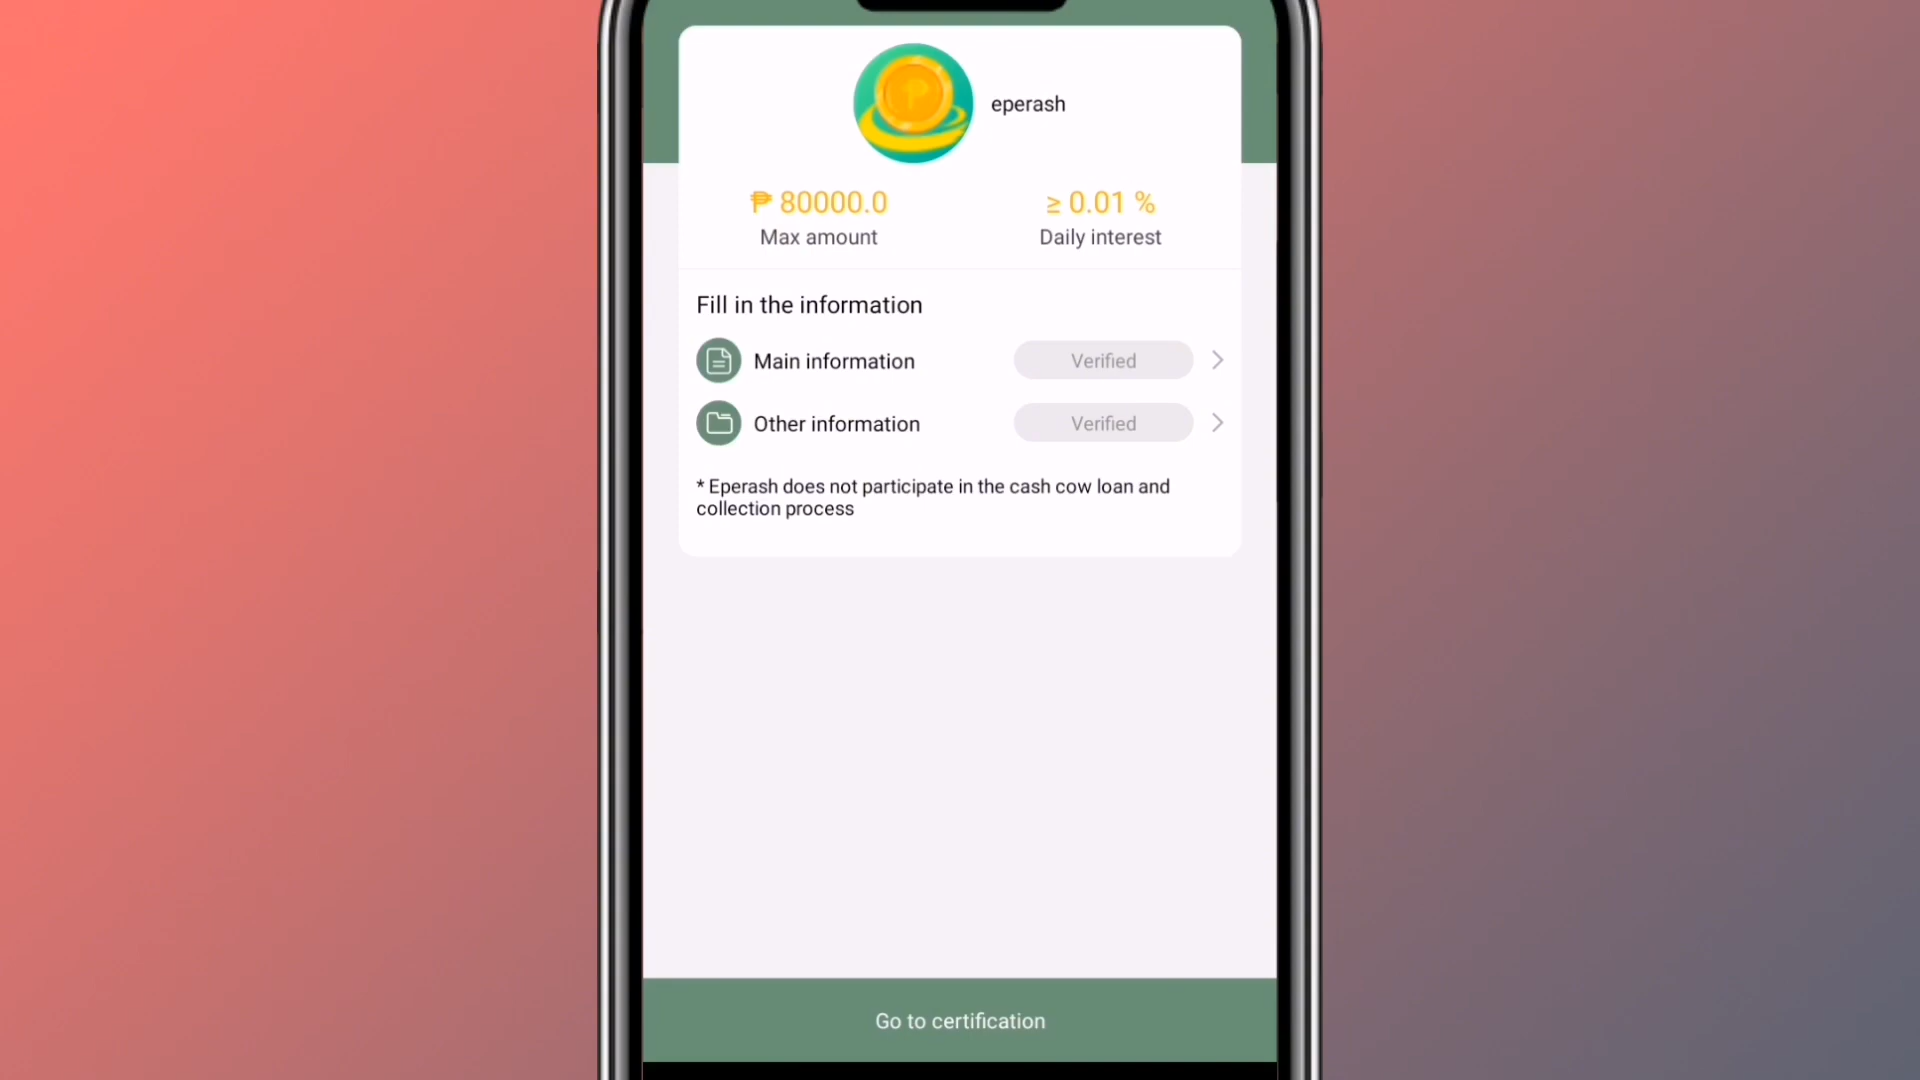 eperash
₱ 80000.0
Max amount
≥ 0.01 %
Daily interest
Fill in the information
Main information
Verified
Other information
Verified
* Eperash does not participate in the cash cow loan and
collection process
Go to certification